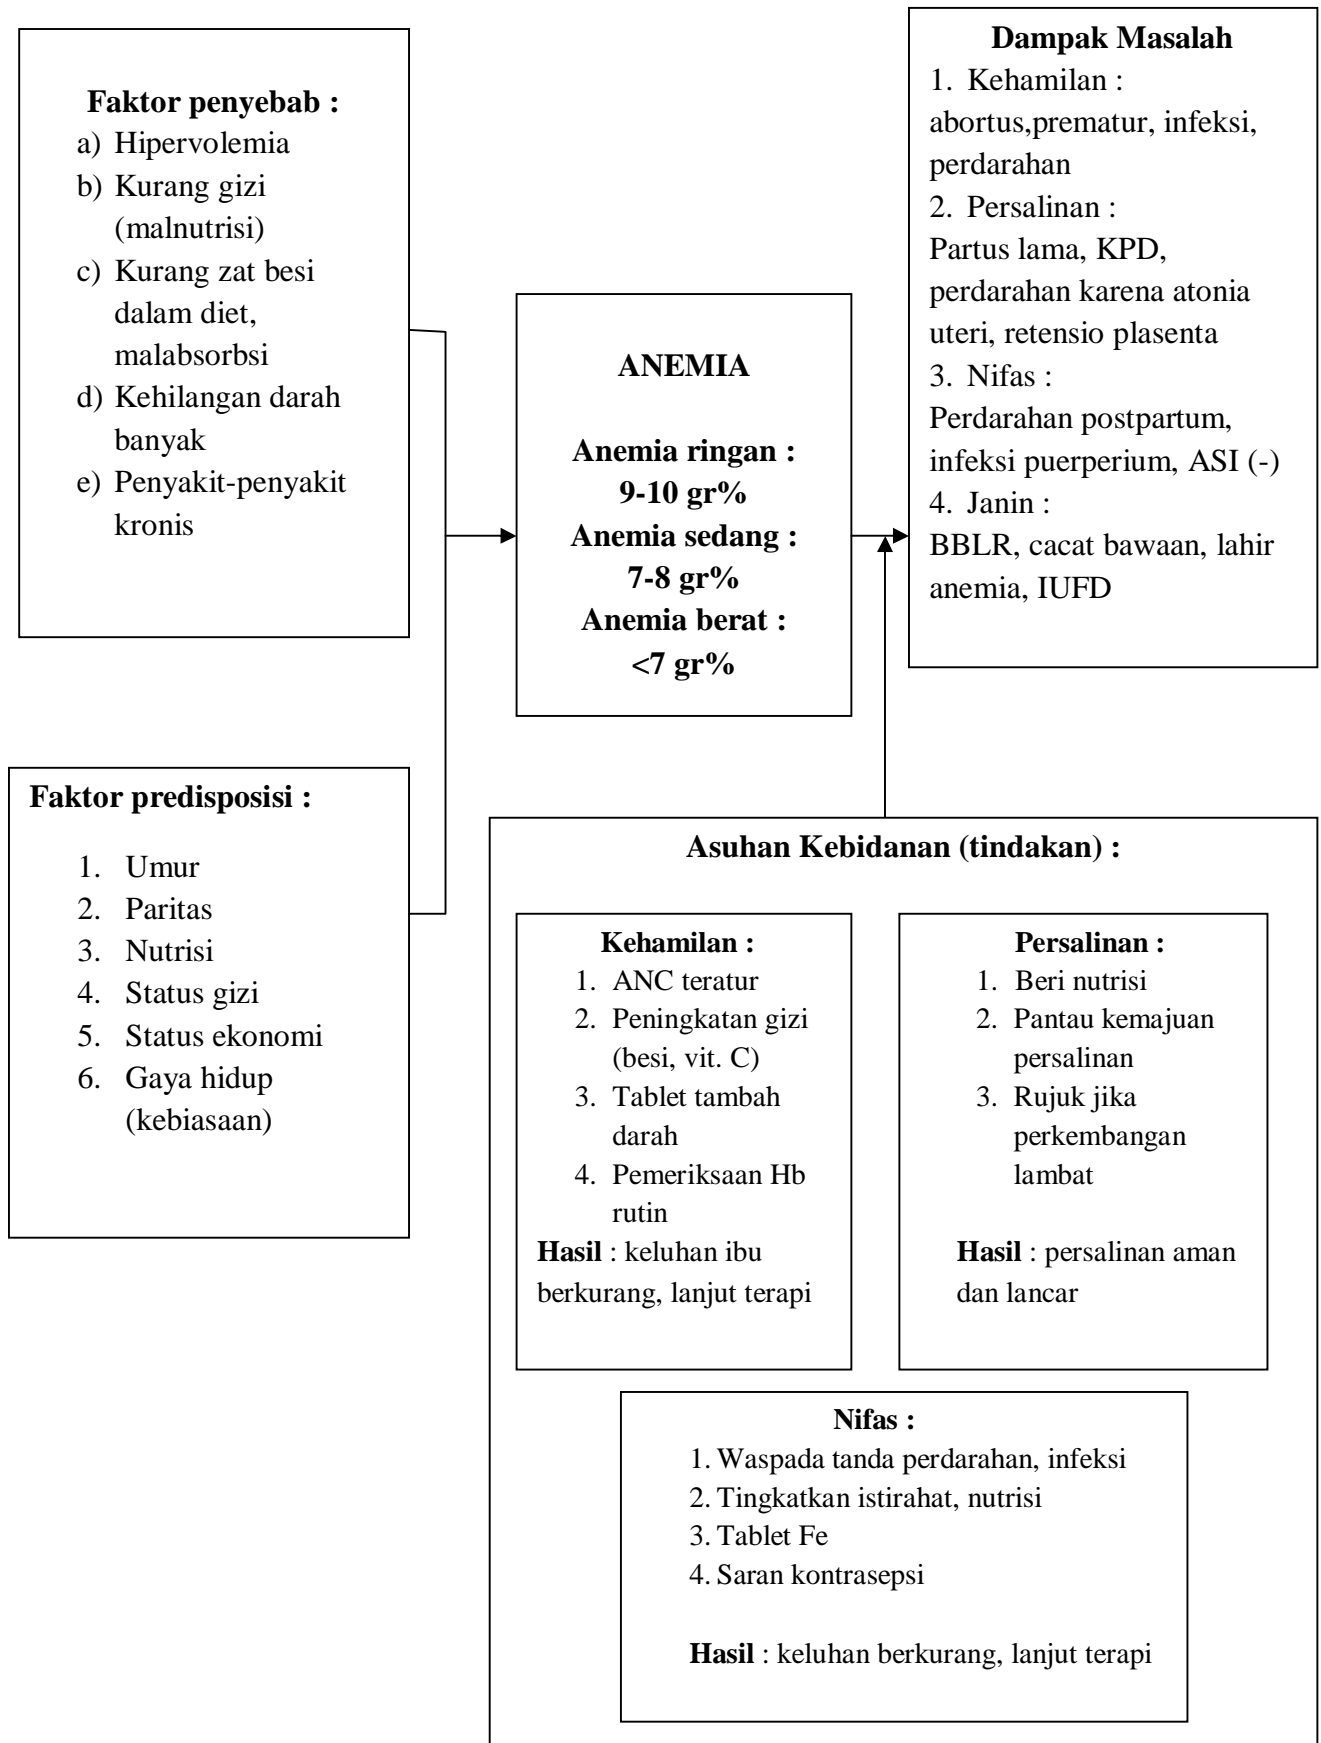 Faktor penyebab :
a) Hipervolemia
b) Kurang gizi
(malnutrisi)
c) Kurang zat besi
dalam diet,
malabsorbsi
d) Kehilangan darah
banyak
e) Penyakit-penyakit
kronis
Faktor predisposisi :
1. Umur
2. Paritas
3. Nutrisi
4. Status gizi
5. Status ekonomi
6. Gaya hidup
(kebiasaan)
ANEMIA
Anemia ringan :
9-10 gr%
Anemia sedang :
7-8 gr%
Anemia berat :
<7 gr%
Dampak Masalah
1. Kehamilan :
abortus,prematur, infeksi,
perdarahan
2. Persalinan :
Partus lama, KPD,
perdarahan karena atonia
uteri, retensio plasenta
3. Nifas :
Perdarahan postpartum,
infeksi puerperium, ASI (-)
4. Janin :
BBLR, cacat bawaan, lahir
anemia, IUFD
Asuhan Kebidanan (tindakan) :
Kehamilan :
1. ANC teratur
2. Peningkatan gizi
(besi, vit. C)
3. Tablet tambah
darah
4. Pemeriksaan Hb
rutin
Hasil : keluhan ibu
berkurang, lanjut terapi
Persalinan :
1. Beri nutrisi
2. Pantau kemajuan
persalinan
3. Rujuk jika
perkembangan
lambat
Hasil : persalinan aman
dan lancar
Nifas :
1. Waspada tanda perdarahan, infeksi
2. Tingkatkan istirahat, nutrisi
3. Tablet Fe
4. Saran kontrasepsi
Hasil : keluhan berkurang, lanjut terapi